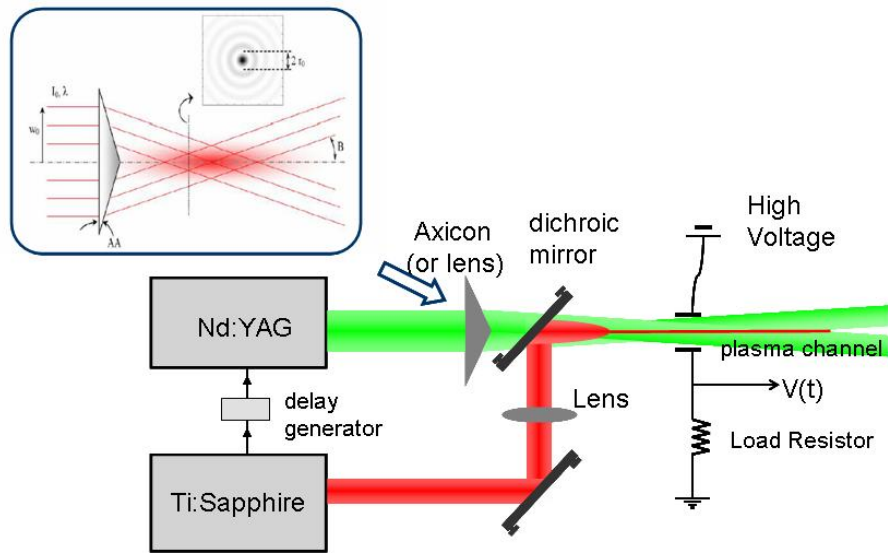 I₀, λ
w₀
2 r₀
B
AA
Axicon
(or lens)
dichroic
mirror
High
Voltage
Nd:YAG
plasma channel
V(t)
delay
generator
Lens
Load Resistor
Ti:Sapphire